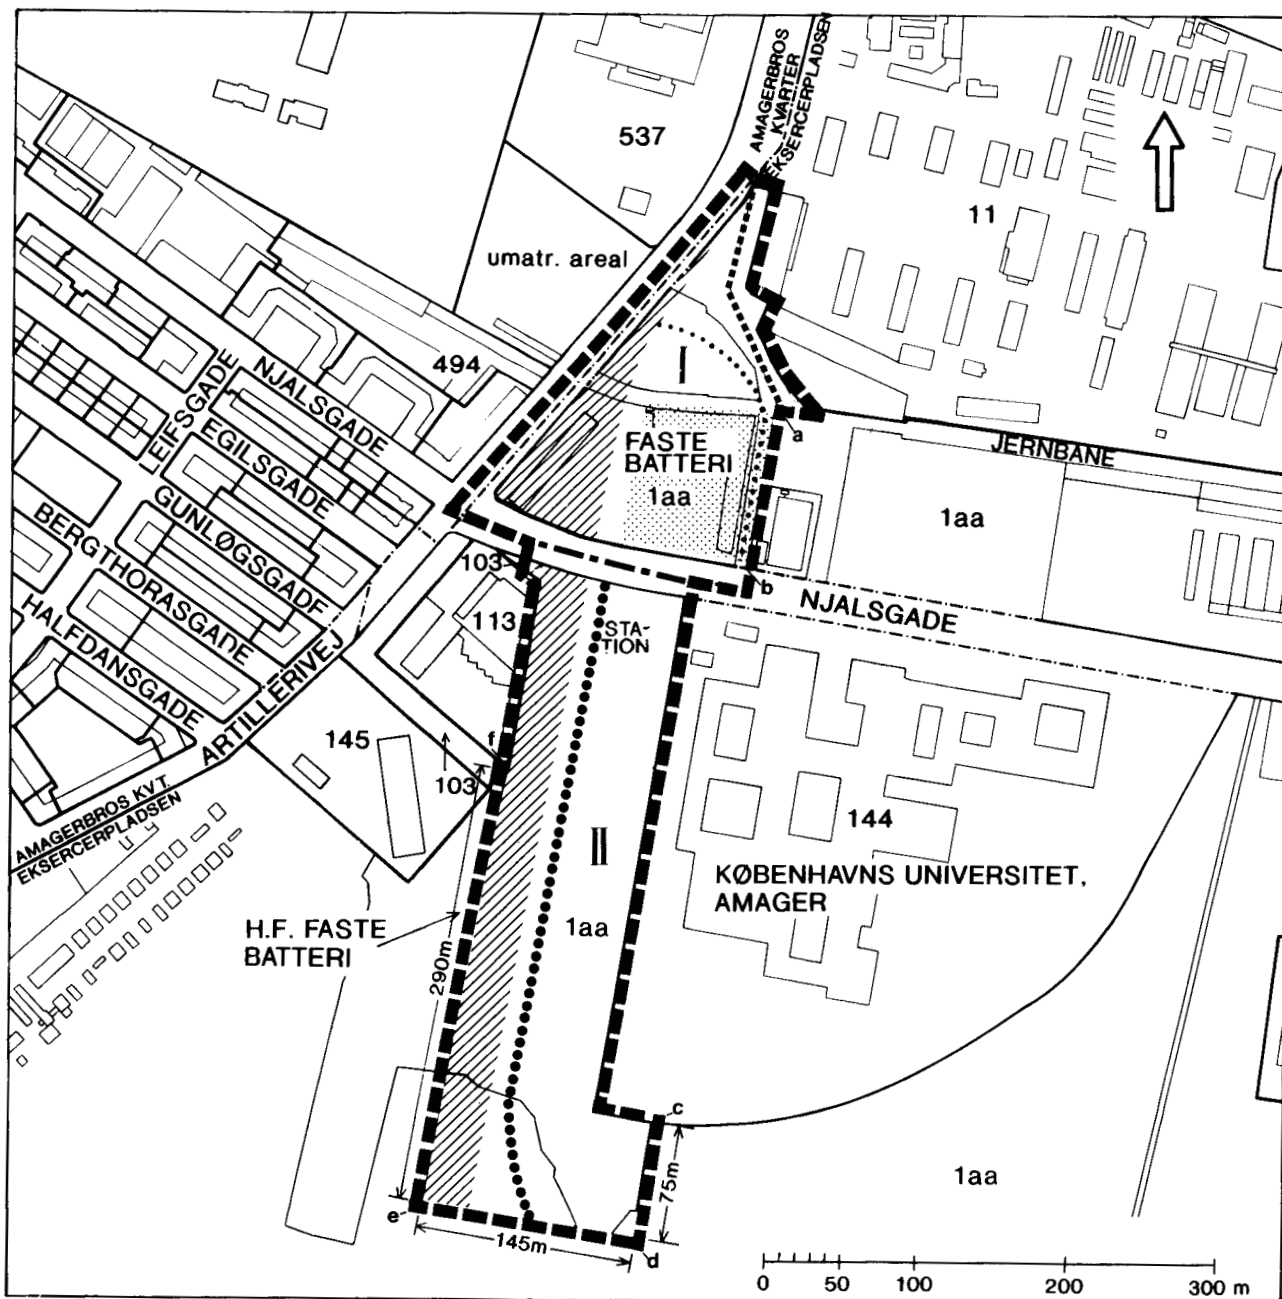 AMAGERBROS
KVARTER
EKSERCERPLADSEN
537
11
umatr. areal
494
I
NJALSGADE
LEIFSGADE
EGILSGADE
GUNLØGSGADE
BERGTHORASGADE
HALFDANSGADE
ARTILLERIVEJ
FASTE
BATTERI
1aa
a
JERNBANE
1aa
103
b
NJALSGADE
113
STA-
TION
145
f
103
AMAGERBROS KVT.
EKSERCERPLADSEN
II
144
KØBENHAVNS UNIVERSITET,
AMAGER
H.F. FASTE
BATTERI
1aa
290m
c
75m
1aa
e
145m
d
0 50 100 200 300 m